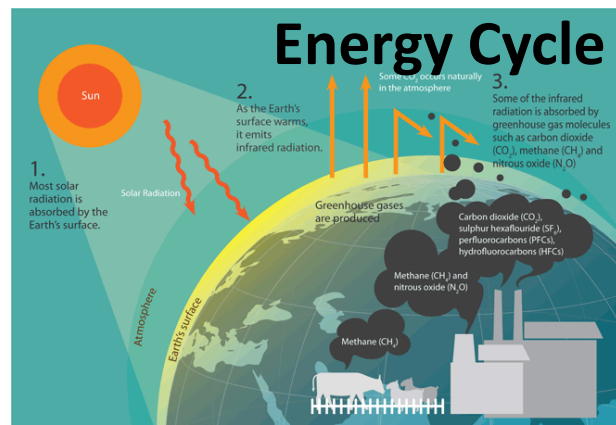 Energy Cycle
Sun
1.
Most solar
radiation is
absorbed by the
Earth's surface.
Solar Radiation
2.
As the Earth's
surface warms,
it emits
infrared radiation.
Some CO₂ occurs naturally
in the atmosphere
3.
Some of the infrared
radiation is absorbed by
greenhouse gas molecules
such as carbon dioxide
(CO₂), methane (CH₄) and
nitrous oxide (N₂O)
Greenhouse gases
are produced
Carbon dioxide (CO₂),
sulphur hexaflouride (SF₆),
perfluorocarbons (PFCs),
hydrofluorocarbons (HFCs)
Methane (CH₄) and
nitrous oxide (N₂O)
Methane (CH₄)
Atmosphere
Earth's surface